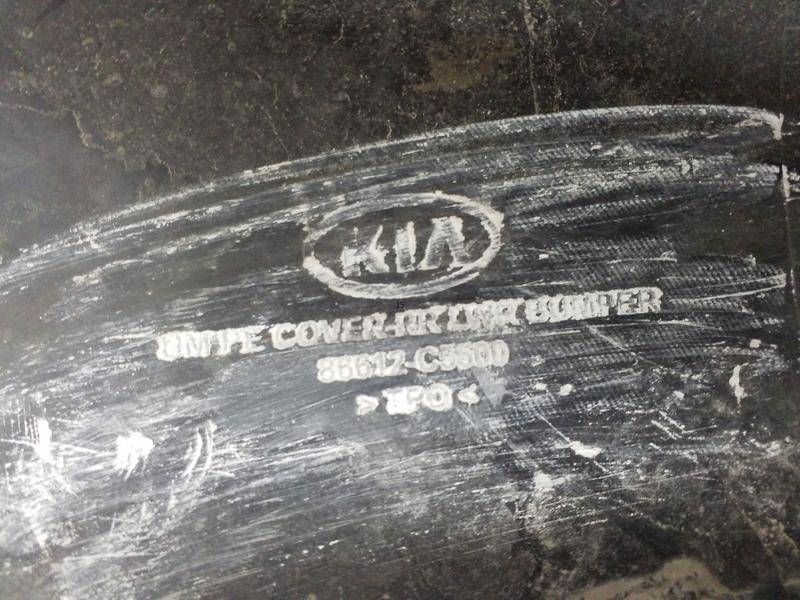 KIA
COVER-RR LWR BUMPER
86612-C5500
>TPO<